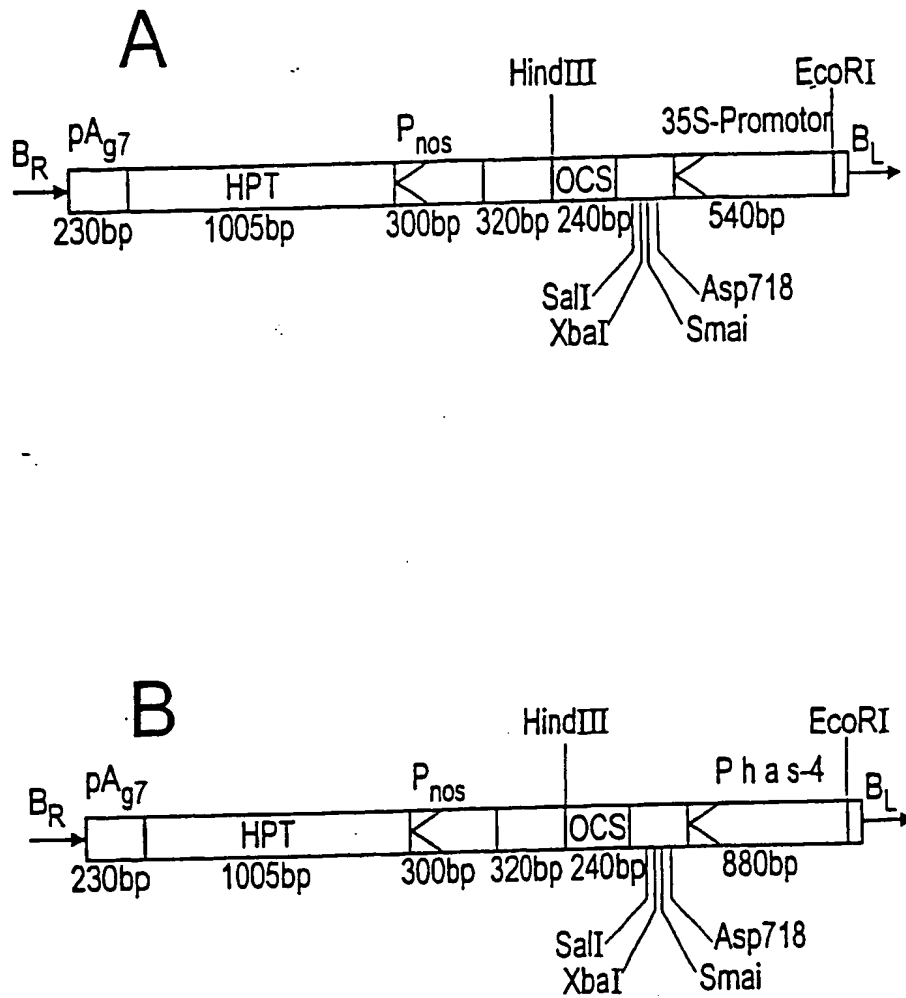 A
HindIII EcoRI
35S-Promotor
pAg7 Pnos
BR BL
HPT OCS
230bp 1005bp 300bp 320bp 240bp 540bp
SalI Asp718
XbaI Smai
B
HindIII EcoRI
Phas-4
pAg7 Pnos
BR BL
HPT OCS
230bp 1005bp 300bp 320bp 240bp 880bp
SalI Asp718
XbaI Smai